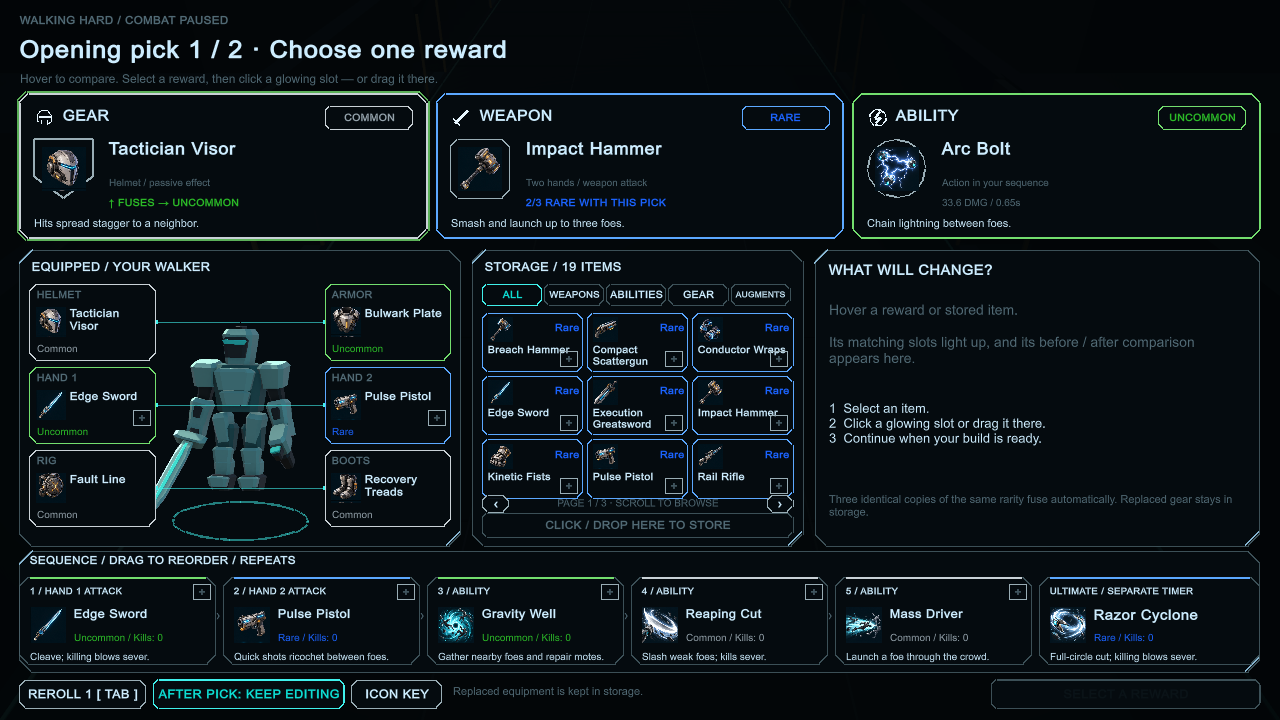 WALKING HARD / COMBAT PAUSED
Opening pick 1 / 2 · Choose one reward
Hover to compare. Select a reward, then click a glowing slot — or drag it there.
GEAR
COMMON
Tactician Visor
Helmet / passive effect
↑ FUSES → UNCOMMON
Hits spread stagger to a neighbor.
WEAPON
RARE
Impact Hammer
Two hands / weapon attack
2/3 RARE WITH THIS PICK
Smash and launch up to three foes.
ABILITY
UNCOMMON
Arc Bolt
Action in your sequence
33.6 DMG / 0.65s
Chain lightning between foes.
EQUIPPED / YOUR WALKER
HELMET
Tactician
Visor
Common
ARMOR
Bulwark Plate
Uncommon
HAND 1
Edge Sword
+
Uncommon
HAND 2
Pulse Pistol
+
Rare
RIG
Fault Line
Common
BOOTS
Recovery
Treads
Common
STORAGE / 19 ITEMS
ALL
WEAPONS
ABILITIES
GEAR
AUGMENTS
Rare
Breach Hammer
+
Rare
Compact
Scattergun
+
Rare
Conductor Wraps
+
Rare
Edge Sword
+
Rare
Execution
Greatsword
+
Rare
Impact Hammer
+
Rare
Kinetic Fists
+
Rare
Pulse Pistol
+
Rare
Rail Rifle
+
‹
PAGE 1 / 3 · SCROLL TO BROWSE
›
CLICK / DROP HERE TO STORE
WHAT WILL CHANGE?
Hover a reward or stored item.
Its matching slots light up, and its before / after comparison
appears here.
1 Select an item.
2 Click a glowing slot or drag it there.
3 Continue when your build is ready.
Three identical copies of the same rarity fuse automatically. Replaced gear stays in
storage.
SEQUENCE / DRAG TO REORDER / REPEATS
1 / HAND 1 ATTACK
+
Edge Sword
Uncommon / Kills: 0
Cleave; killing blows sever.
›
2 / HAND 2 ATTACK
+
Pulse Pistol
Rare / Kills: 0
Quick shots ricochet between foes.
›
3 / ABILITY
+
Gravity Well
Uncommon / Kills: 0
Gather nearby foes and repair motes.
›
4 / ABILITY
+
Reaping Cut
Common / Kills: 0
Slash weak foes; kills sever.
›
5 / ABILITY
+
Mass Driver
Common / Kills: 0
Launch a foe through the crowd.
ULTIMATE / SEPARATE TIMER
Razor Cyclone
Rare / Kills: 0
Full-circle cut; killing blows sever.
REROLL 1 [ TAB ]
AFTER PICK: KEEP EDITING
ICON KEY
Replaced equipment is kept in storage.
SELECT A REWARD